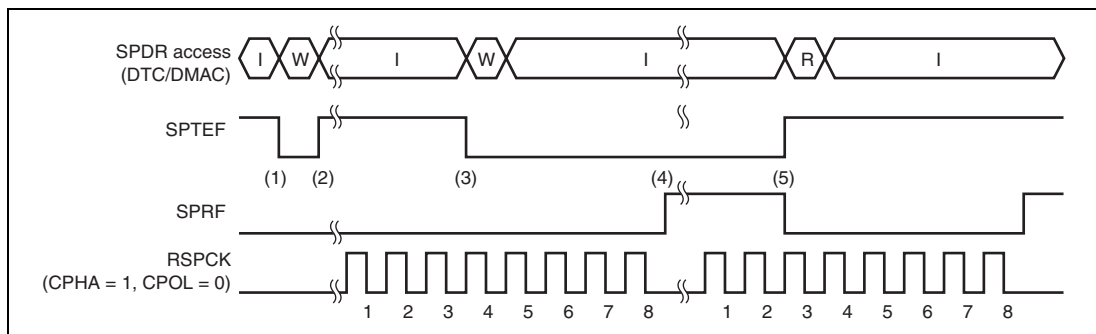 SPDR access
(DTC/DMAC)
I W I W I R I
SPTEF
(1) (2) (3) (4) (5)
SPRF
RSPCK
(CPHA = 1, CPOL = 0)
1 2 3 4 5 6 7 8 1 2 3 4 5 6 7 8